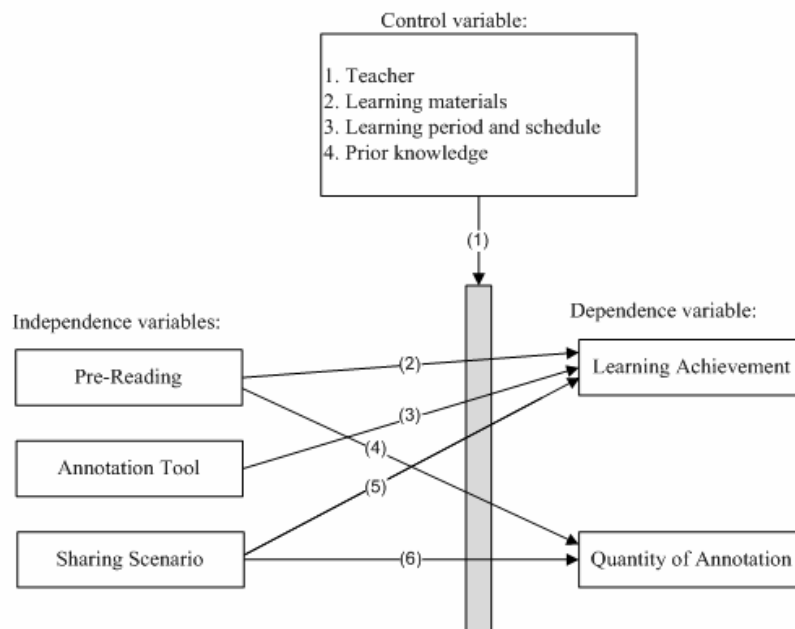 Control variable:
1. Teacher
2. Learning materials
3. Learning period and schedule
4. Prior knowledge
(1)
Independence variables:
Dependence variable:
Pre-Reading
(2)
Learning Achievement
(3)
(4)
Annotation Tool
(5)
Sharing Scenario
(6)
Quantity of Annotation